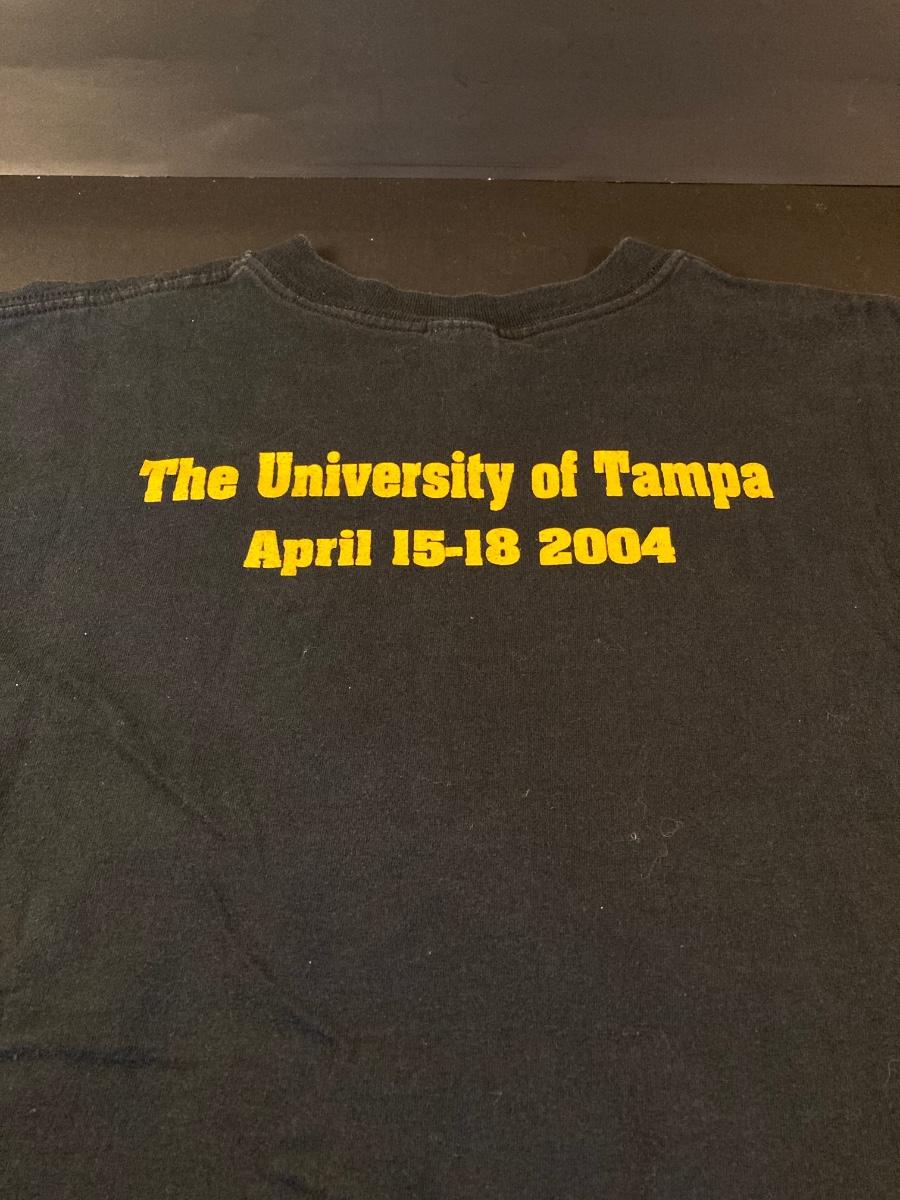 The University of Tampa
April 15-18 2004